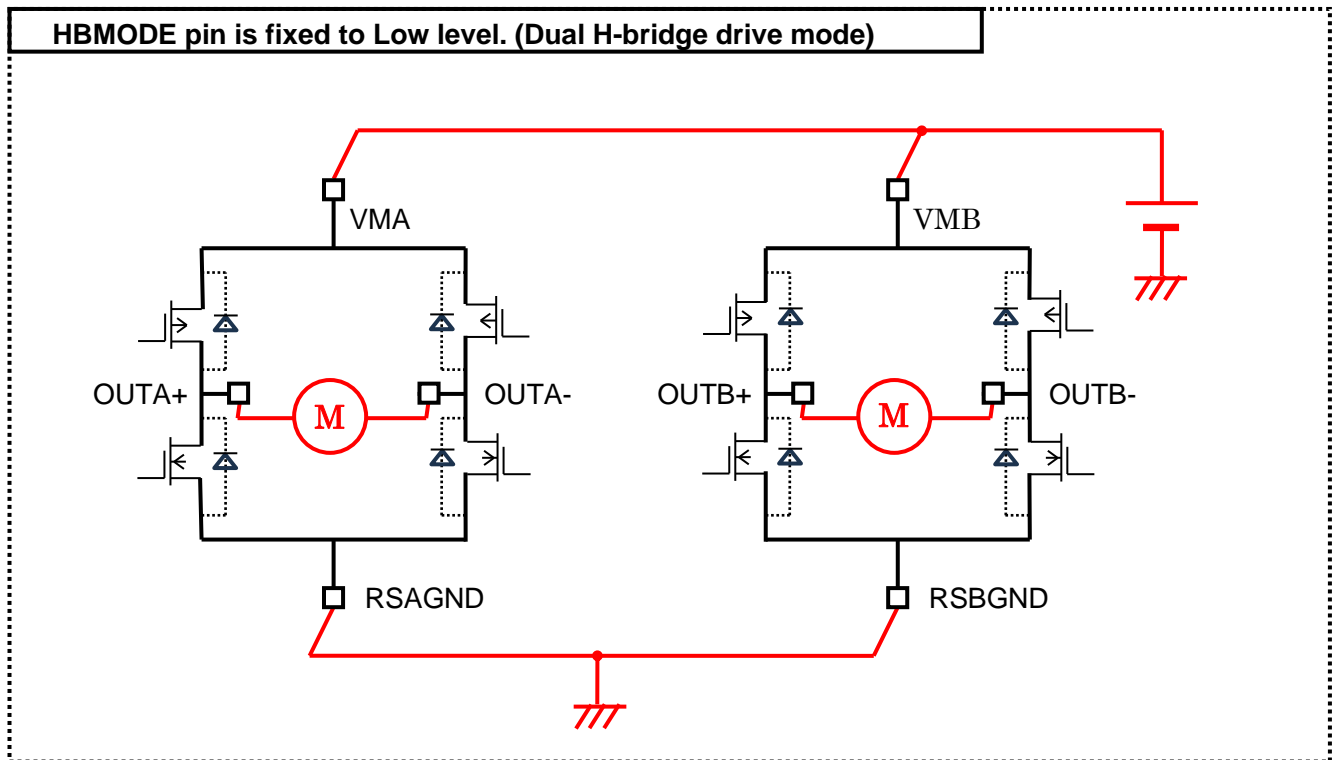 HBMODE pin is fixed to Low level. (Dual H-bridge drive mode)
VMA
VMB
OUTA+
M
OUTA-
OUTB+
M
OUTB-
RSAGND
RSBGND